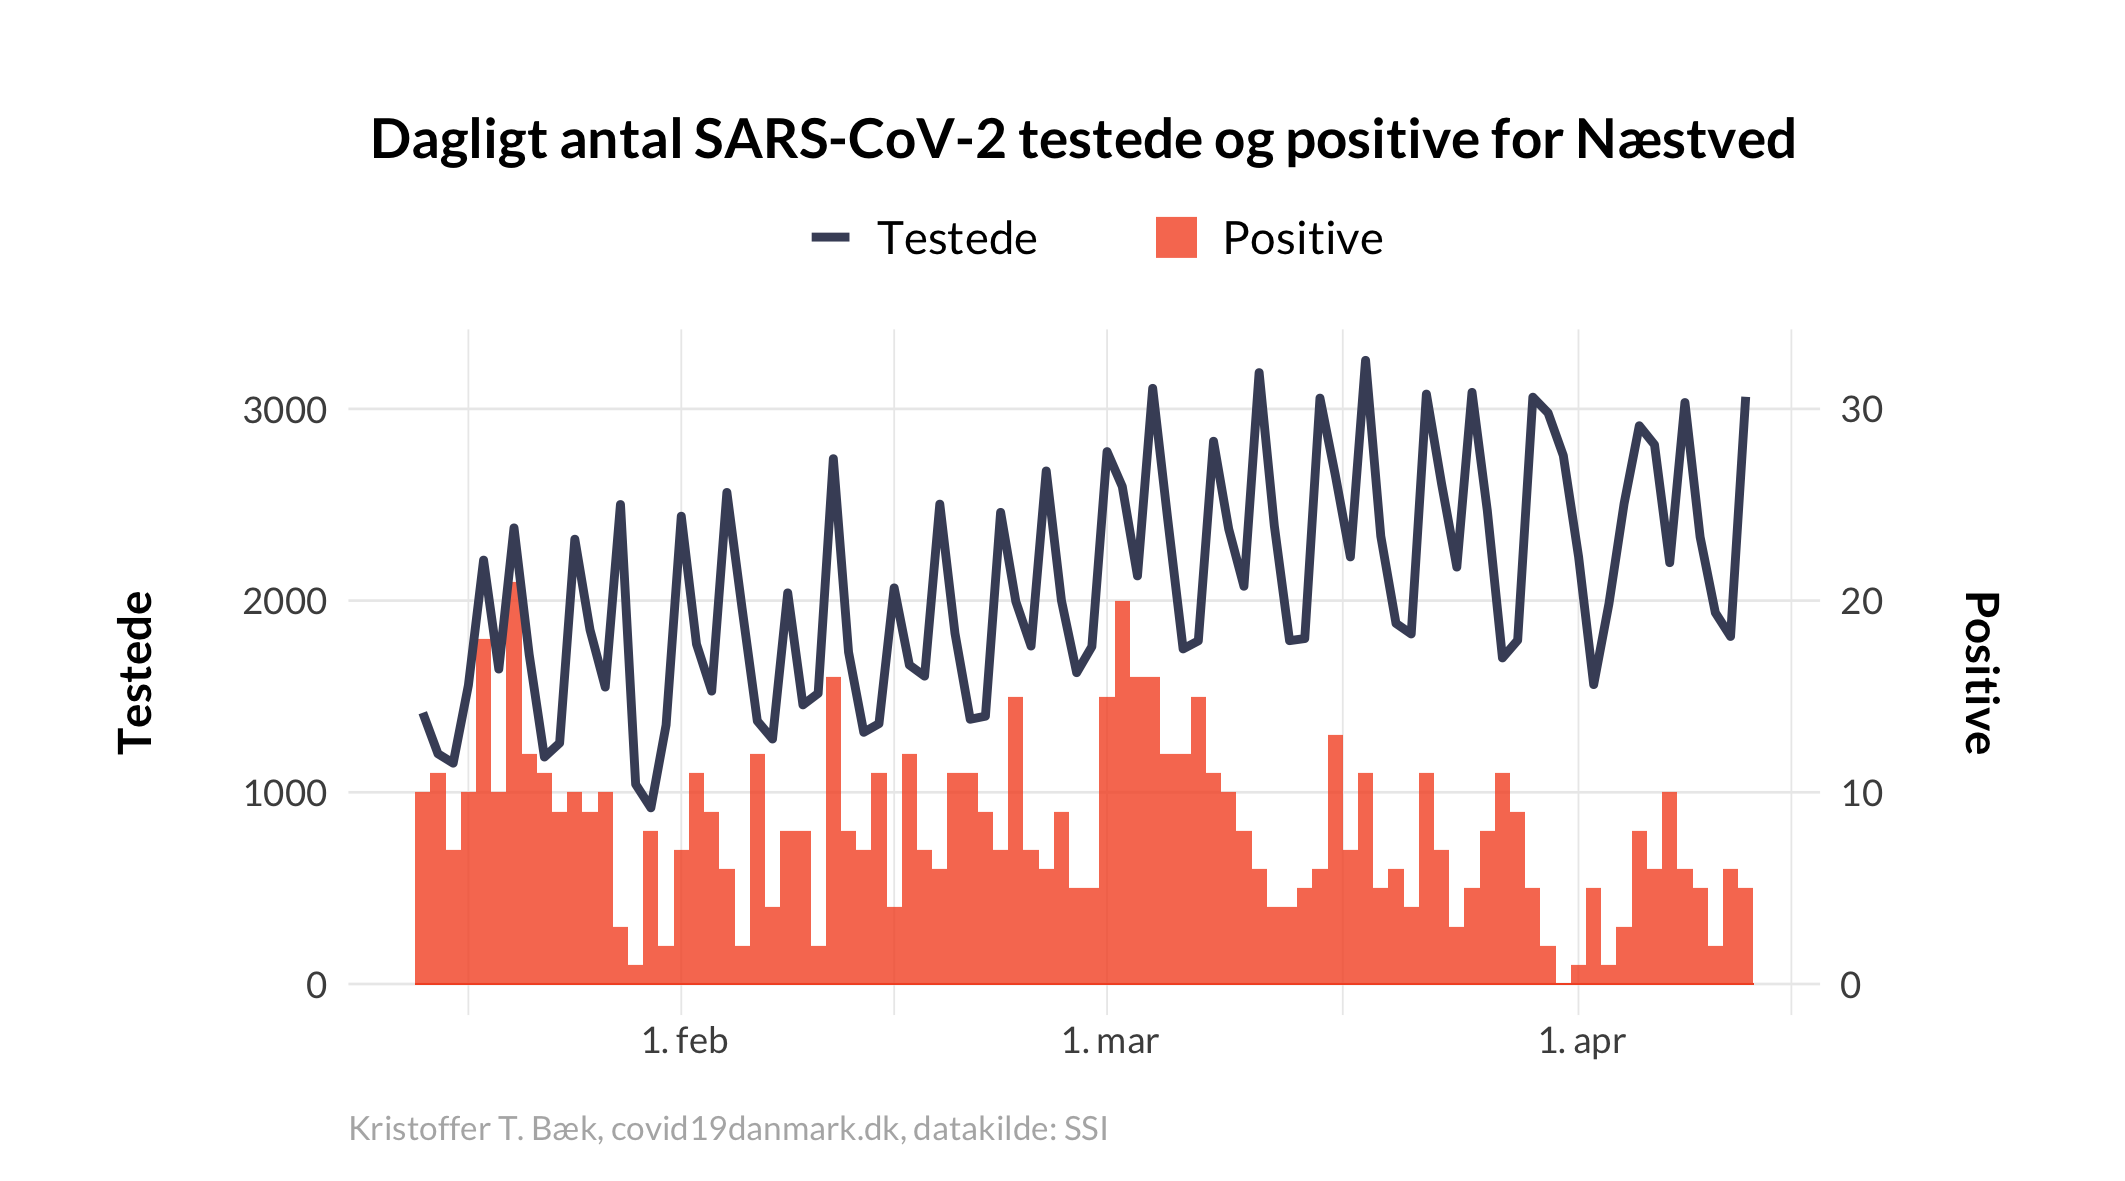 Dagligt antal SARS-CoV-2 testede og positive for Næstved
Testede
Positive
3000
2000
1000
0
30
20
10
0
Testede
Positive
1. feb
1. mar
1. apr
Kristoffer T. Bæk, covid19danmark.dk, datakilde: SSI